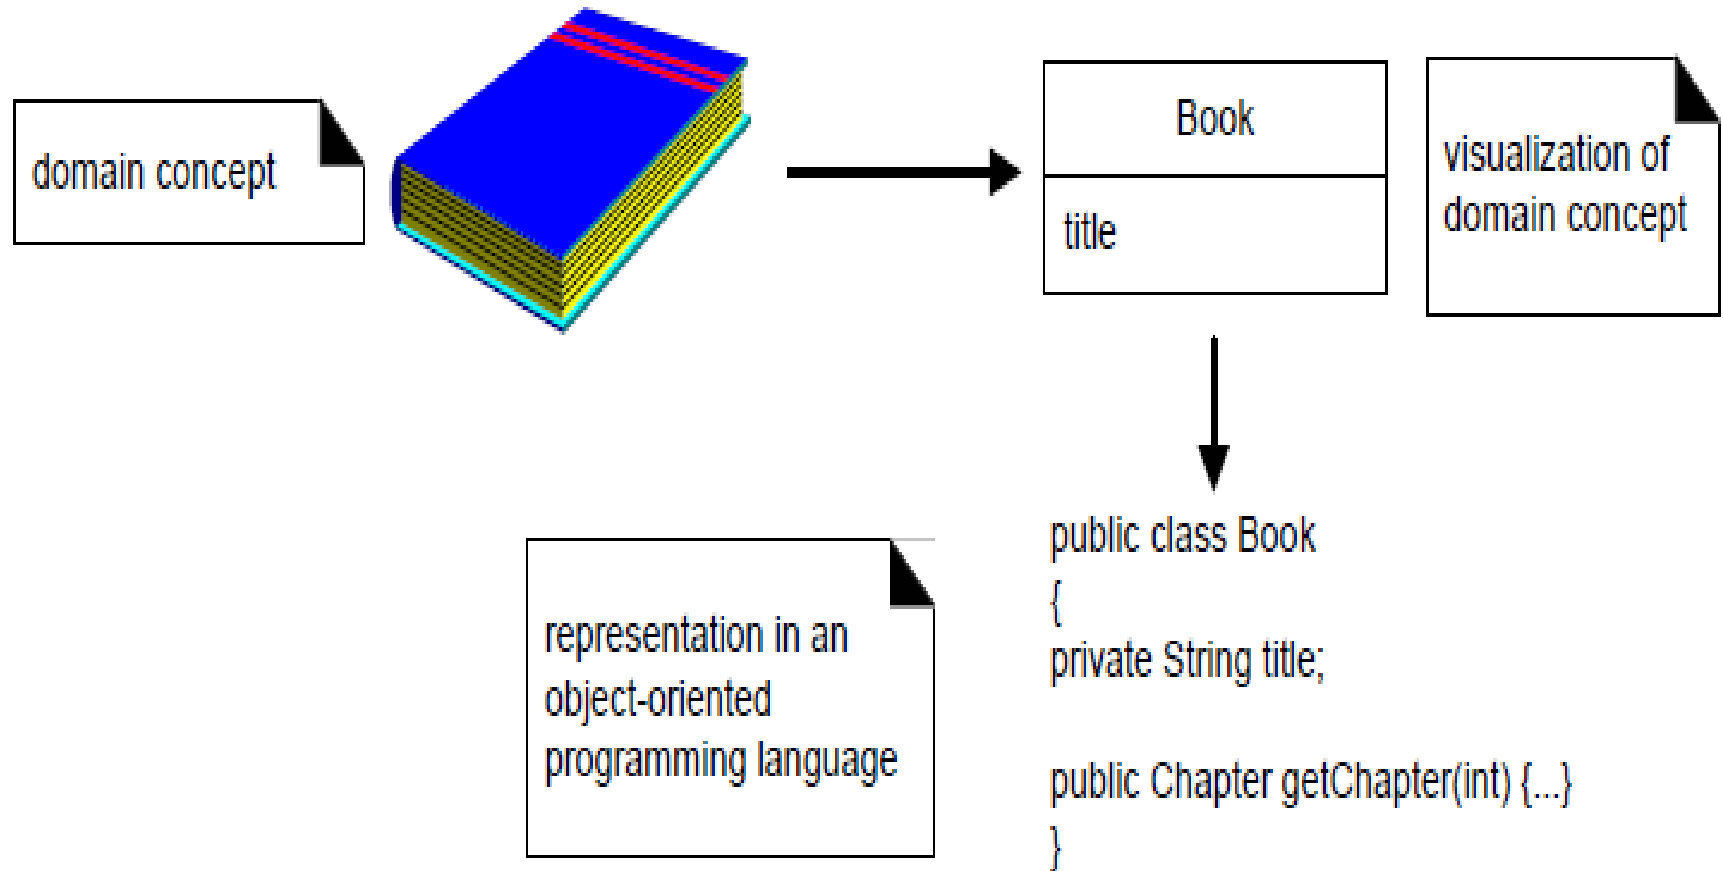 domain concept
Book
title
visualization of
domain concept
representation in an
object-oriented
programming language
public class Book
{
private String title;
public Chapter getChapter(int) {...}
}